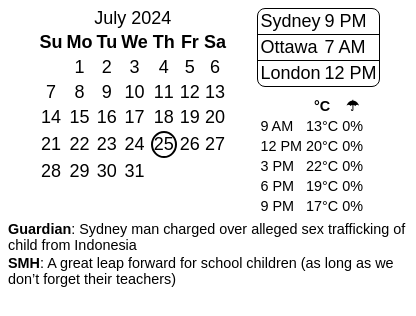 July 2024
Su Mo Tu We Th Fr Sa
1 2 3 4 5 6
7 8 9 10 11 12 13
14 15 16 17 18 19 20
21 22 23 24 25 26 27
28 29 30 31
Sydney 9 PM
Ottawa 7 AM
London 12 PM
°C ☂
9 AM 13°C 0%
12 PM 20°C 0%
3 PM 22°C 0%
6 PM 19°C 0%
9 PM 17°C 0%
Guardian: Sydney man charged over alleged sex trafficking of
child from Indonesia
SMH: A great leap forward for school children (as long as we
don’t forget their teachers)